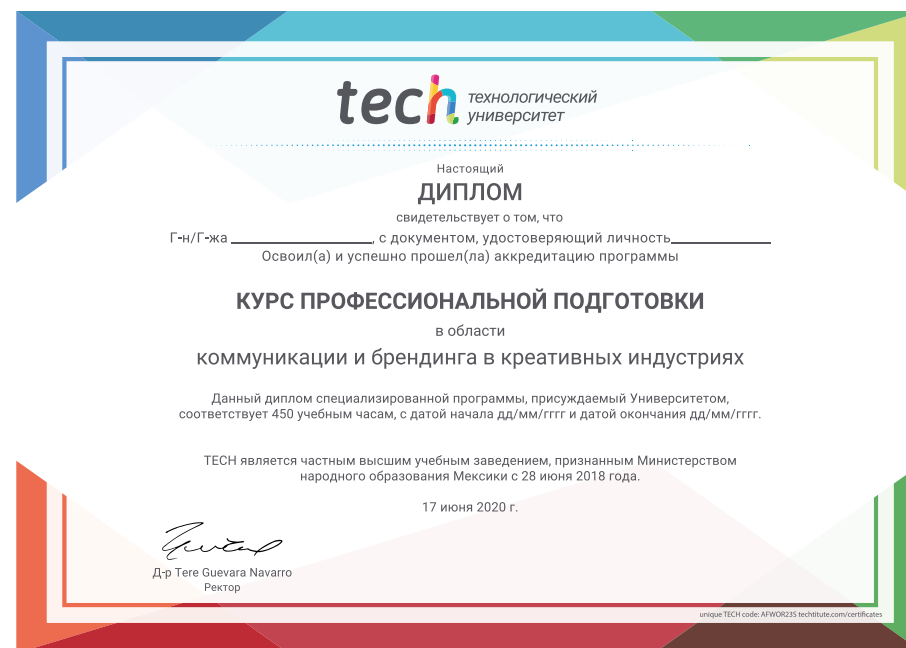 tech технологический
университет
Настоящий
ДИПЛОМ
свидетельствует о том, что
Г-н/Г-жа ____________________, с документом, удостоверяющий личность______________
Освоил(а) и успешно прошел(ла) аккредитацию программы
КУРС ПРОФЕССИОНАЛЬНОЙ ПОДГОТОВКИ
в области
коммуникации и брендинга в креативных индустриях
Данный диплом специализированной программы, присуждаемый Университетом,
соответствует 450 учебным часам, с датой начала дд/мм/гггг и датой окончания дд/мм/гггг.
TECH является частным высшим учебным заведением, признанным Министерством
народного образования Мексики с 28 июня 2018 года.
17 июня 2020 г.
Д-р Tere Guevara Navarro
Ректор
unique TECH code: AFWOR23S techtitute.com/certificates